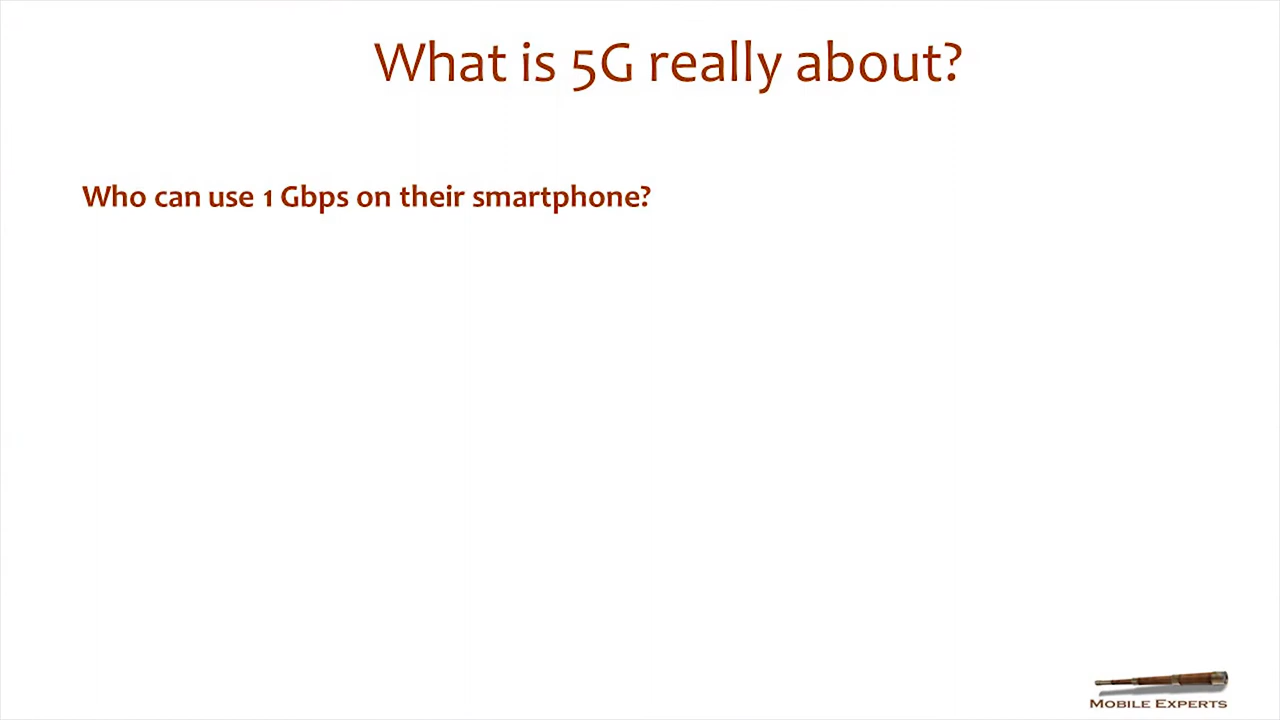 What is 5G really about?
Who can use 1 Gbps on their smartphone?
MOBILE EXPERTS